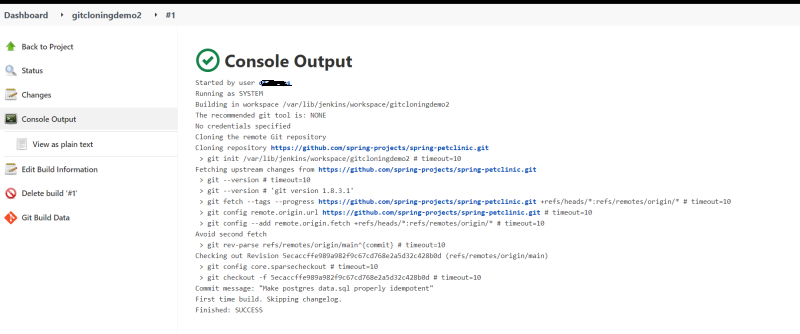 Dashboard gitcloningdemo2 #1
Back to Project
Status
Changes
Console Output
View as plain text
Edit Build Information
Delete build '#1'
Git Build Data
Console Output
Started by user
Running as SYSTEM
Building in workspace /var/lib/jenkins/workspace/gitcloningdemo2
The recommended git tool is: NONE
No credentials specified
Cloning the remote Git repository
Cloning repository https://github.com/spring-projects/spring-petclinic.git
> git init /var/lib/jenkins/workspace/gitcloningdemo2 # timeout=10
Fetching upstream changes from https://github.com/spring-projects/spring-petclinic.git
> git --version # timeout=10
> git --version # 'git version 1.8.3.1'
> git fetch --tags --progress https://github.com/spring-projects/spring-petclinic.git +refs/heads/*:refs/remotes/origin/* # timeout=10
> git config remote.origin.url https://github.com/spring-projects/spring-petclinic.git # timeout=10
> git config --add remote.origin.fetch +refs/heads/*:refs/remotes/origin/* # timeout=10
Avoid second fetch
> git rev-parse refs/remotes/origin/main^{commit} # timeout=10
Checking out Revision 5ecaccffe989a982f9c67cd768e2a5d32c428b0d (refs/remotes/origin/main)
> git config core.sparsecheckout # timeout=10
> git checkout -f 5ecaccffe989a982f9c67cd768e2a5d32c428b0d # timeout=10
Commit message: "Make postgres data.sql properly idempotent"
First time build. Skipping changelog.
Finished: SUCCESS